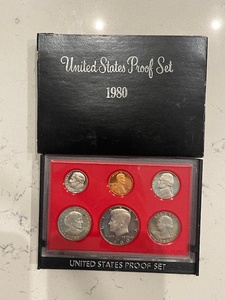 United States Proof Set
1980
UNITED STATES PROOF SET